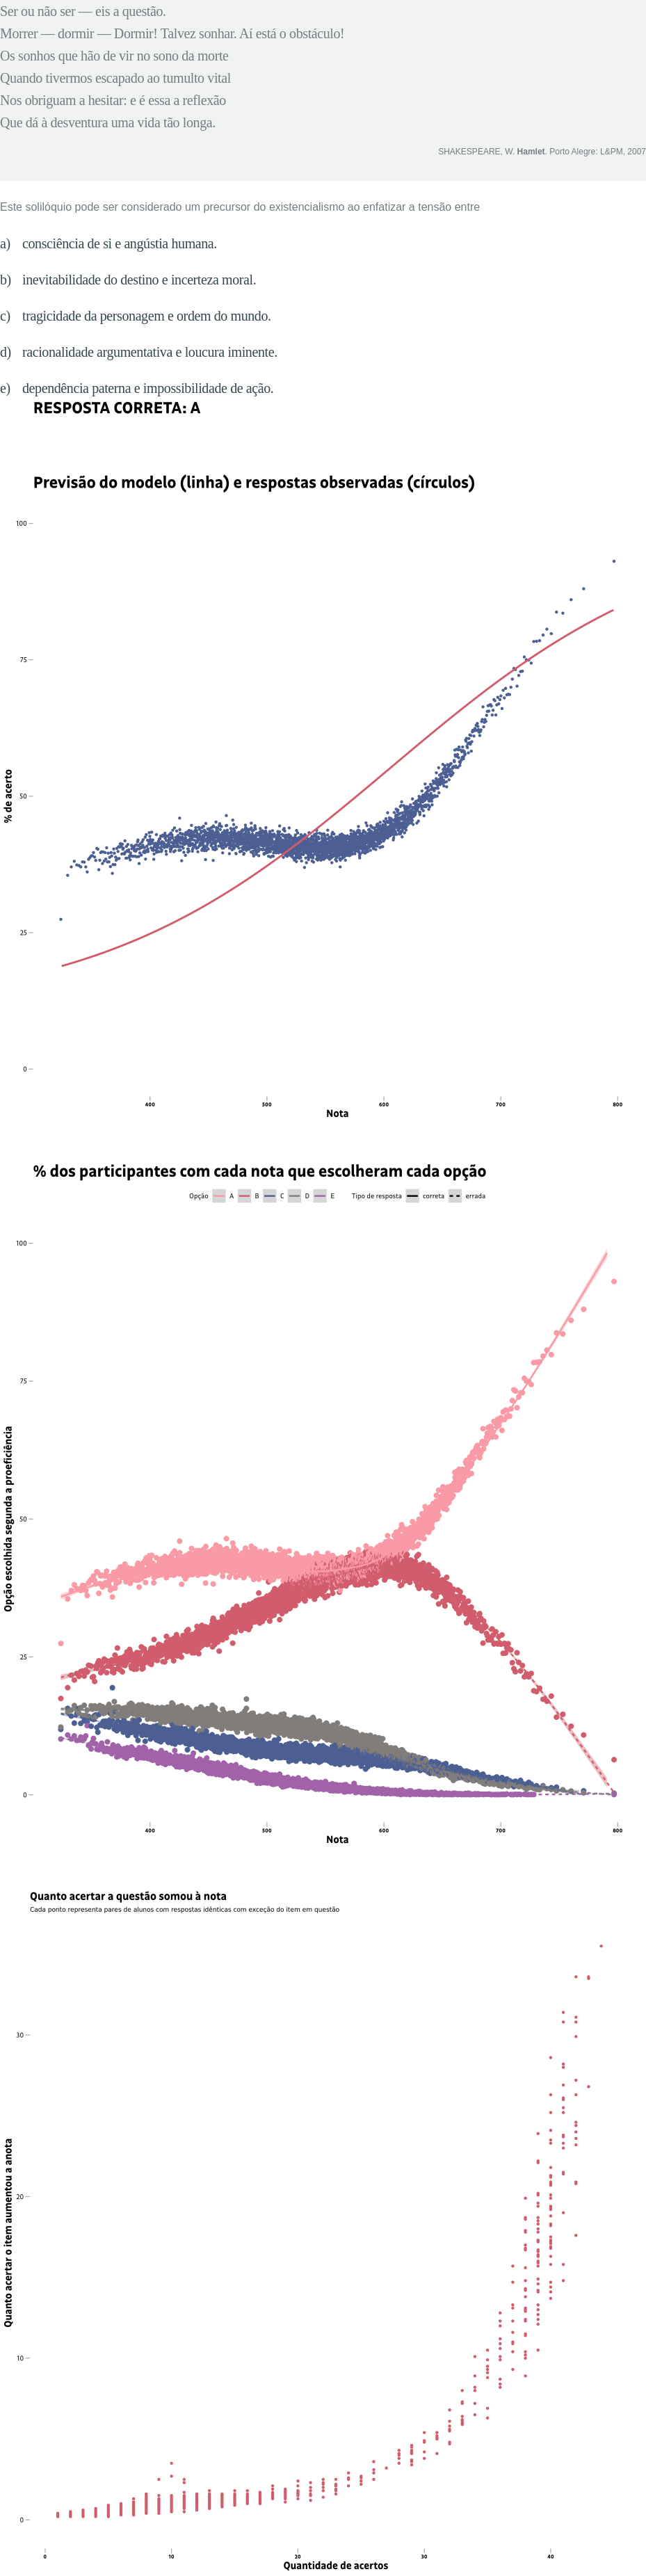 Ser ou não ser — eis a questão.
Morrer — dormir — Dormir! Talvez sonhar. Aí está o obstáculo!
Os sonhos que hão de vir no sono da morte
Quando tivermos escapado ao tumulto vital
Nos obriguam a hesitar: e é essa a reflexão
Que dá à desventura uma vida tão longa.
SHAKESPEARE, W. Hamlet. Porto Alegre: L&PM, 2007
Este solilóquio pode ser considerado um precursor do existencialismo ao enfatizar a tensão entre
a) consciência de si e angústia humana.
b) inevitabilidade do destino e incerteza moral.
c) tragicidade da personagem e ordem do mundo.
d) racionalidade argumentativa e loucura iminente.
e) dependência paterna e impossibilidade de ação.
RESPOSTA CORRETA: A
Previsão do modelo (linha) e respostas observadas (círculos)
100
75
50
25
0
% de acerto
400 500 600 700 800
Nota
% dos participantes com cada nota que escolheram cada opção
Opção A B C D E Tipo de resposta correta errada
100
75
50
25
0
Opção escolhida segunda a proeficiência
400 500 600 700 800
Nota
Quanto acertar a questão somou à nota
Cada ponto representa pares de alunos com respostas idênticas com exceção do item em questão
30
20
10
0
Quanto acertar o item aumentou a anota
0 10 20 30 40
Quantidade de acertos